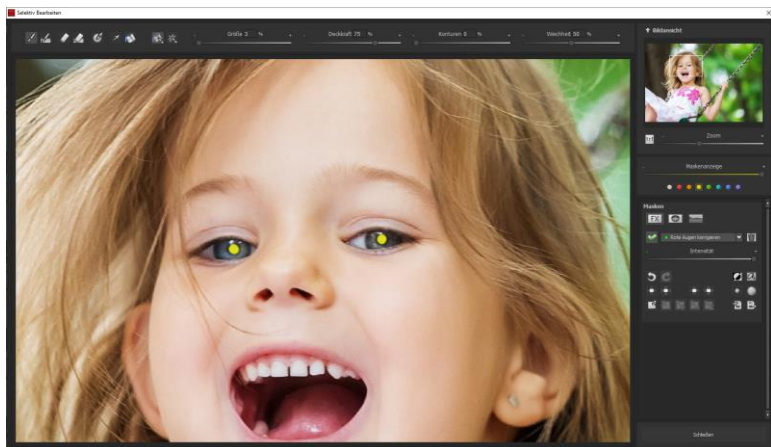 Selektiv Bearbeiten
Größe 3 %
Deckkraft 75 %
Konturen 0 %
Weichheit 50 %
Bildansicht
Zoom
Maskenanzeige
Masken
FX
Rote Augen korrigieren
Intensität
Schließen